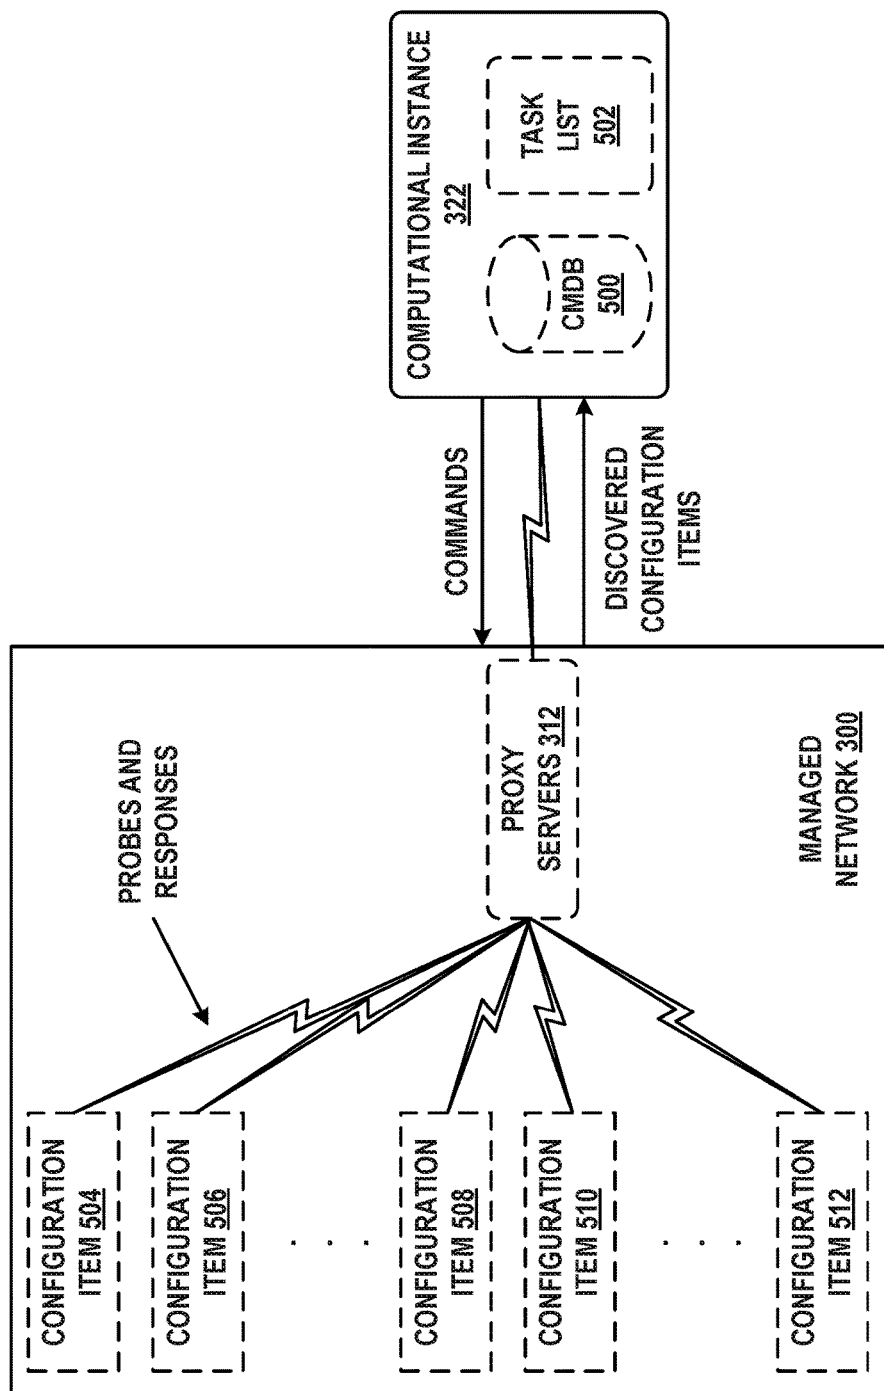 COMPUTATIONAL INSTANCE
322
CMDB
500
TASK
LIST
502
COMMANDS
DISCOVERED
CONFIGURATION
ITEMS
PROBES AND
RESPONSES
PROXY
SERVERS 312
MANAGED
NETWORK 300
CONFIGURATION
ITEM 504
CONFIGURATION
ITEM 506
. . .
CONFIGURATION
ITEM 508
CONFIGURATION
ITEM 510
. . .
CONFIGURATION
ITEM 512